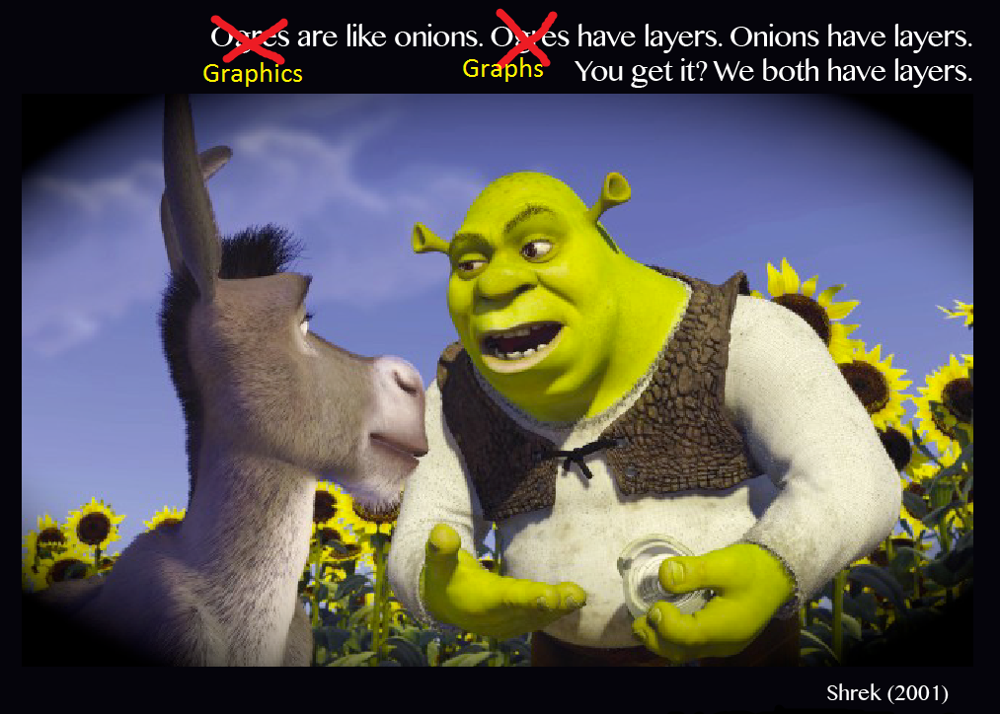 Ogres are like onions. Ogres have layers. Onions have layers.
Graphics Graphs You get it? We both have layers.
Shrek (2001)